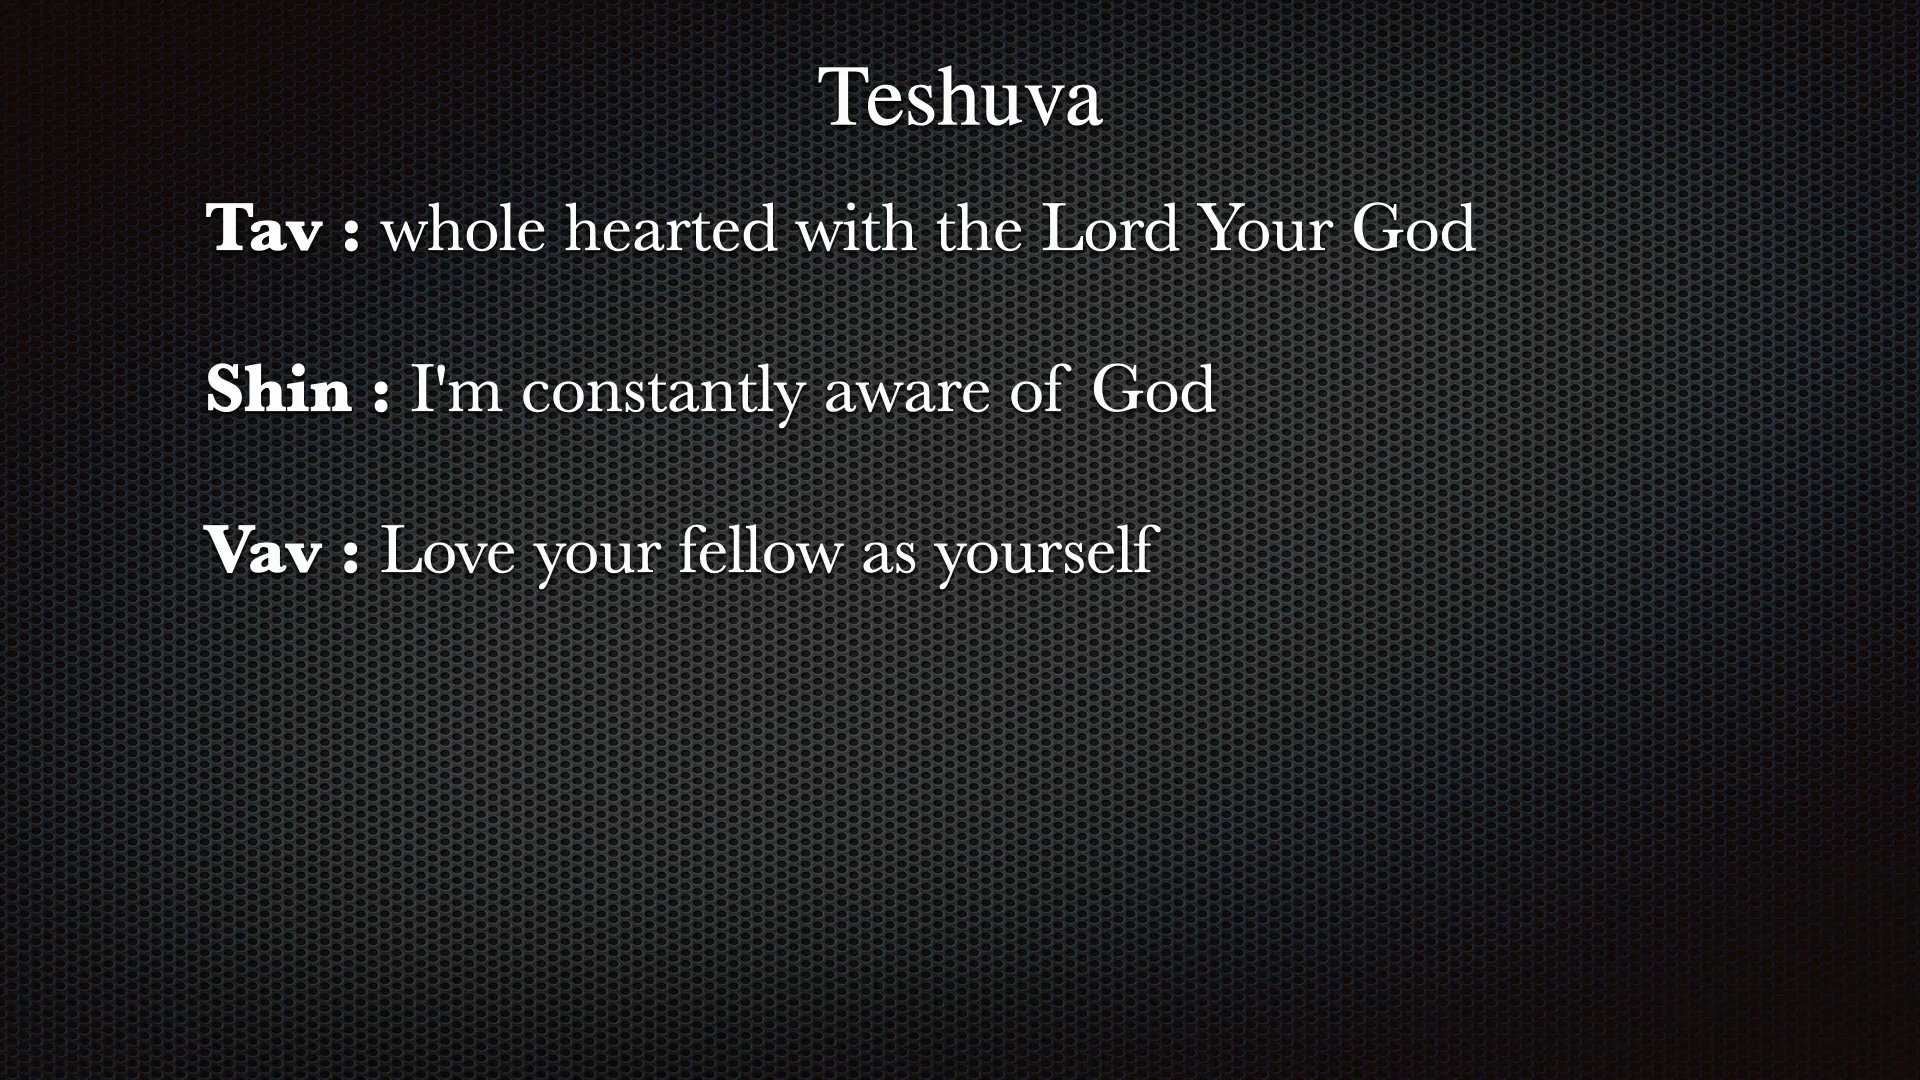 Teshuva
Tav : whole hearted with the Lord Your God
Shin : I'm constantly aware of God
Vav : Love your fellow as yourself